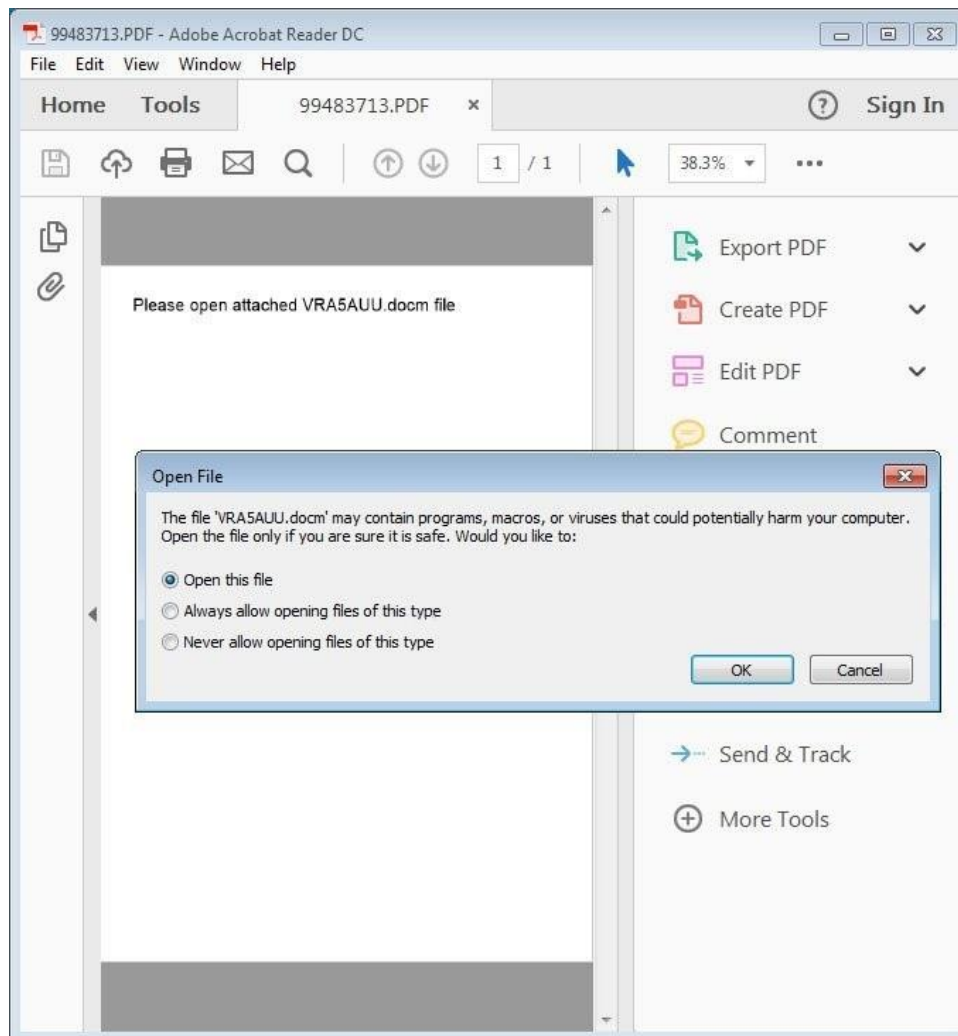 99483713.PDF - Adobe Acrobat Reader DC
File Edit View Window Help
Home Tools 99483713.PDF × ? Sign In
1 / 1 38.3%
Export PDF
Please open attached VRA5AUU.docm file
Create PDF
Edit PDF
Comment
Open File
The file 'VRA5AUU.docm' may contain programs, macros, or viruses that could potentially harm your computer.
Open the file only if you are sure it is safe. Would you like to:
Open this file
Always allow opening files of this type
Never allow opening files of this type
OK Cancel
Send & Track
More Tools